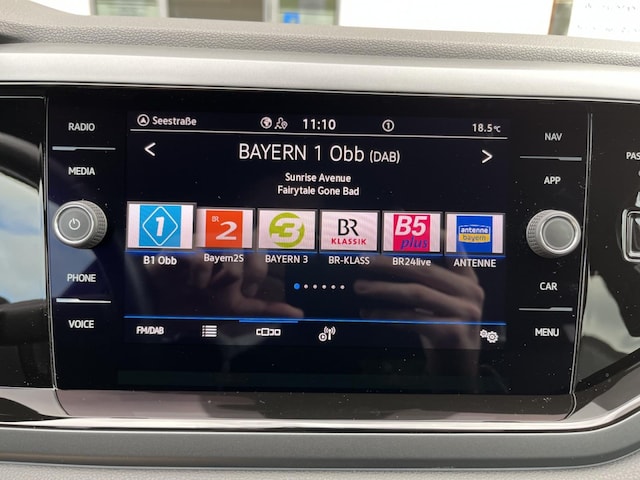 RADIO
MEDIA
PHONE
VOICE
Seestraße
11:10
1
18.5°C
BAYERN 1 Obb (DAB)
Sunrise Avenue
Fairytale Gone Bad
1
BR 2
3
BR KLASSIK
B5 plus
antenne bayern
B1 Obb
Bayern2S
BAYERN 3
BR-KLASS
BR24live
ANTENNE
FM/DAB
NAV
APP
CAR
MENU
PAS